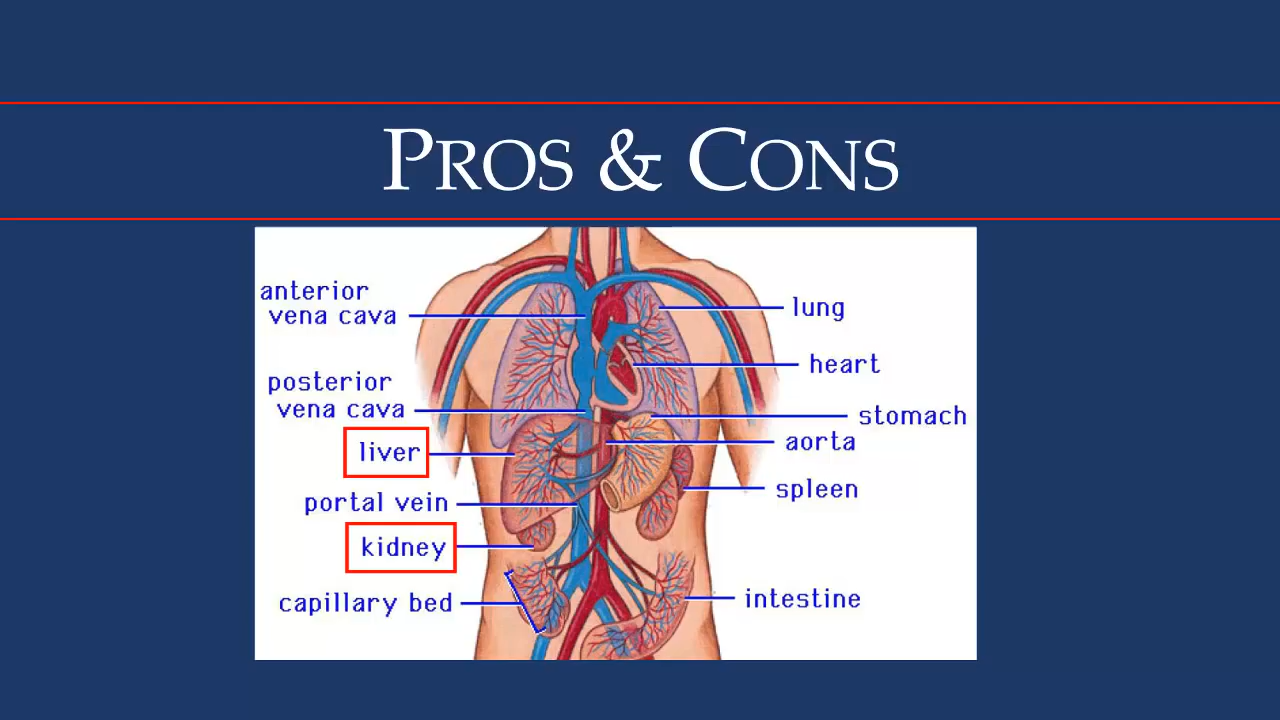 PROS & CONS
anterior
vena cava
posterior
vena cava
liver
portal vein
kidney
capillary bed
lung
heart
stomach
aorta
spleen
intestine